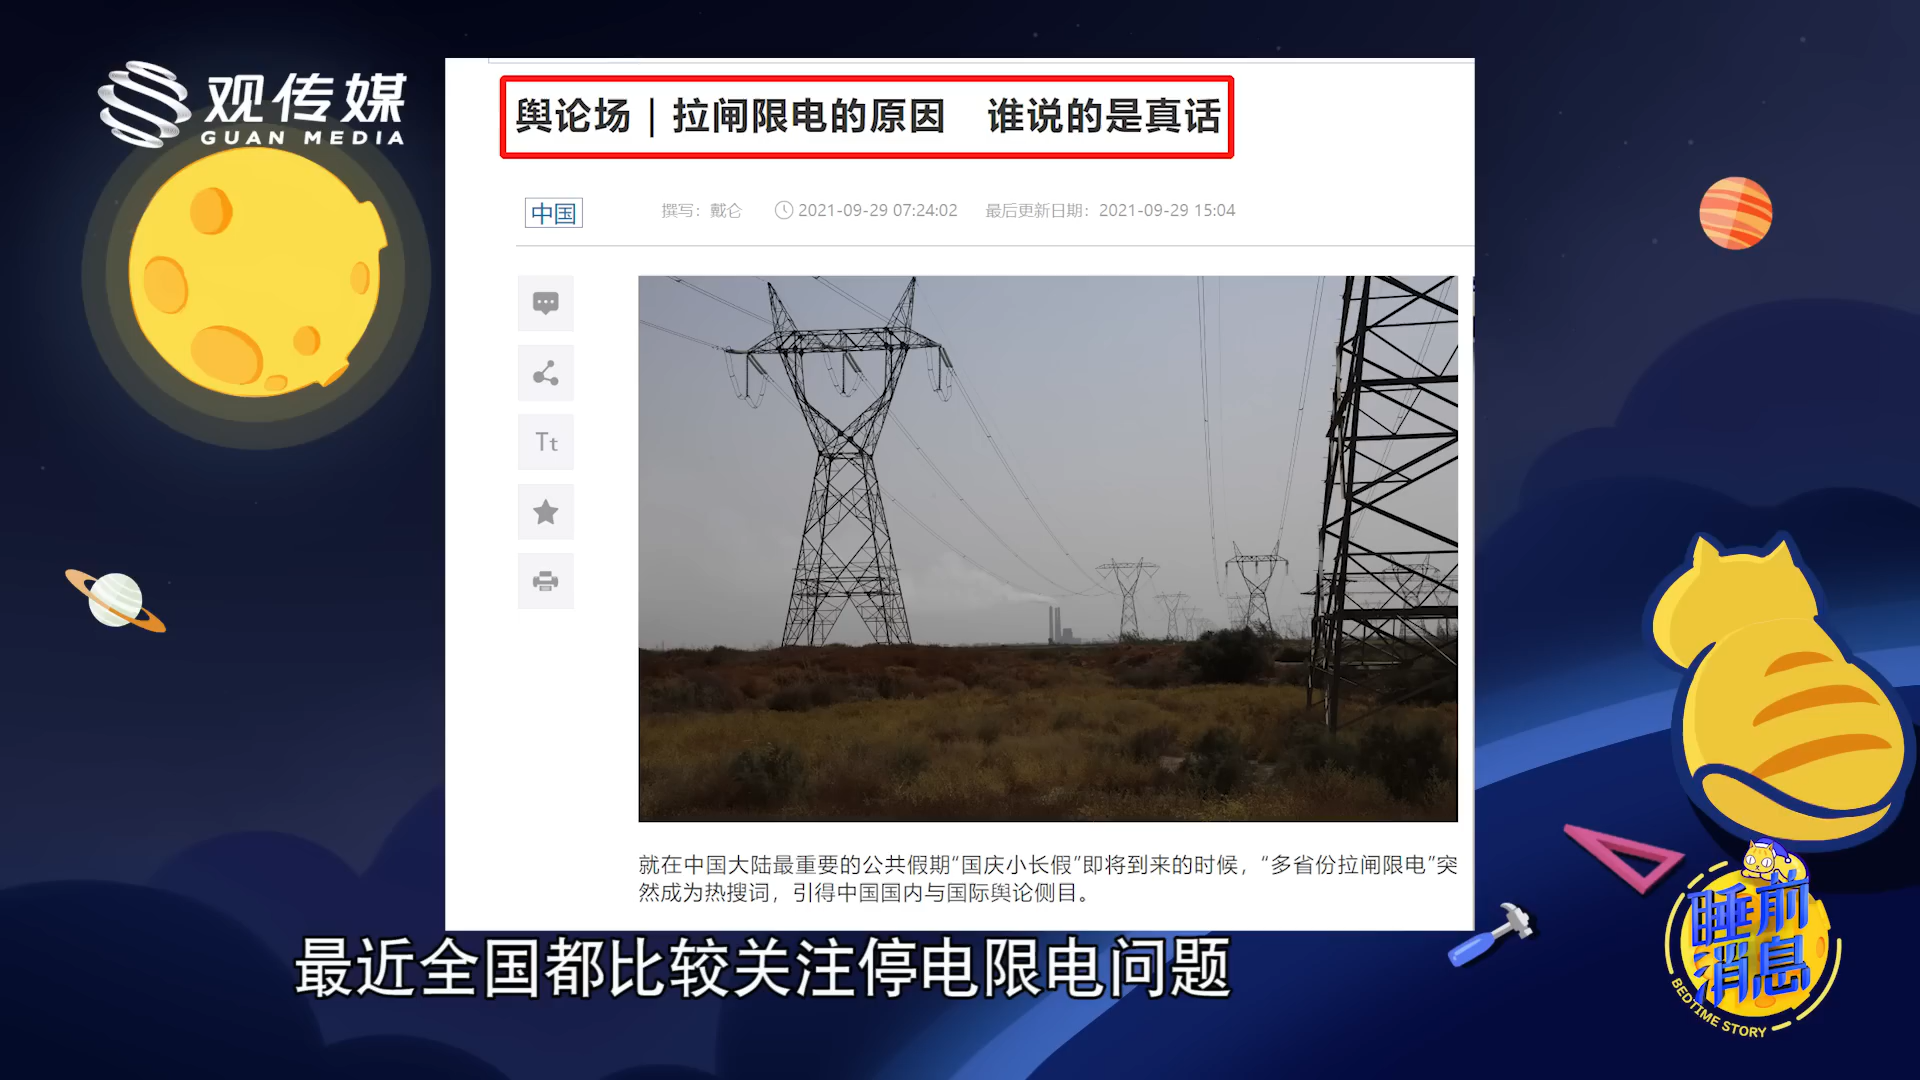 观传媒
GUAN MEDIA
舆论场｜拉闸限电的原因　谁说的是真话
中国
撰写：戴仑
2021-09-29 07:24:02
最后更新日期：2021-09-29 15:04
Tt
就在中国大陆最重要的公共假期“国庆小长假”即将到来的时候，“多省份拉闸限电”突
然成为热搜词，引得中国国内与国际舆论侧目。
最近全国都比较关注停电限电问题
睡前
消息
BEDTIME STORY